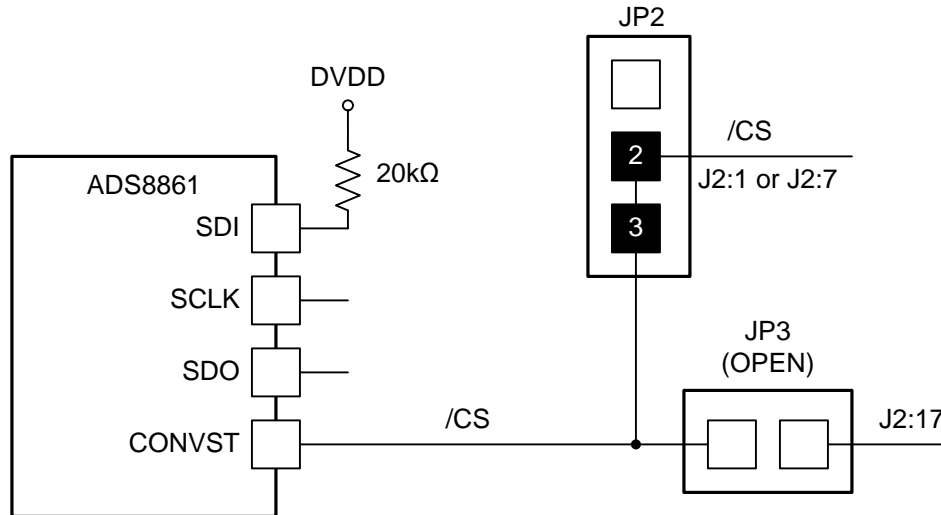 JP2
DVDD
20kΩ
2
/CS
J2:1 or J2:7
3
ADS8861
SDI
SCLK
SDO
CONVST
/CS
JP3
(OPEN)
J2:17